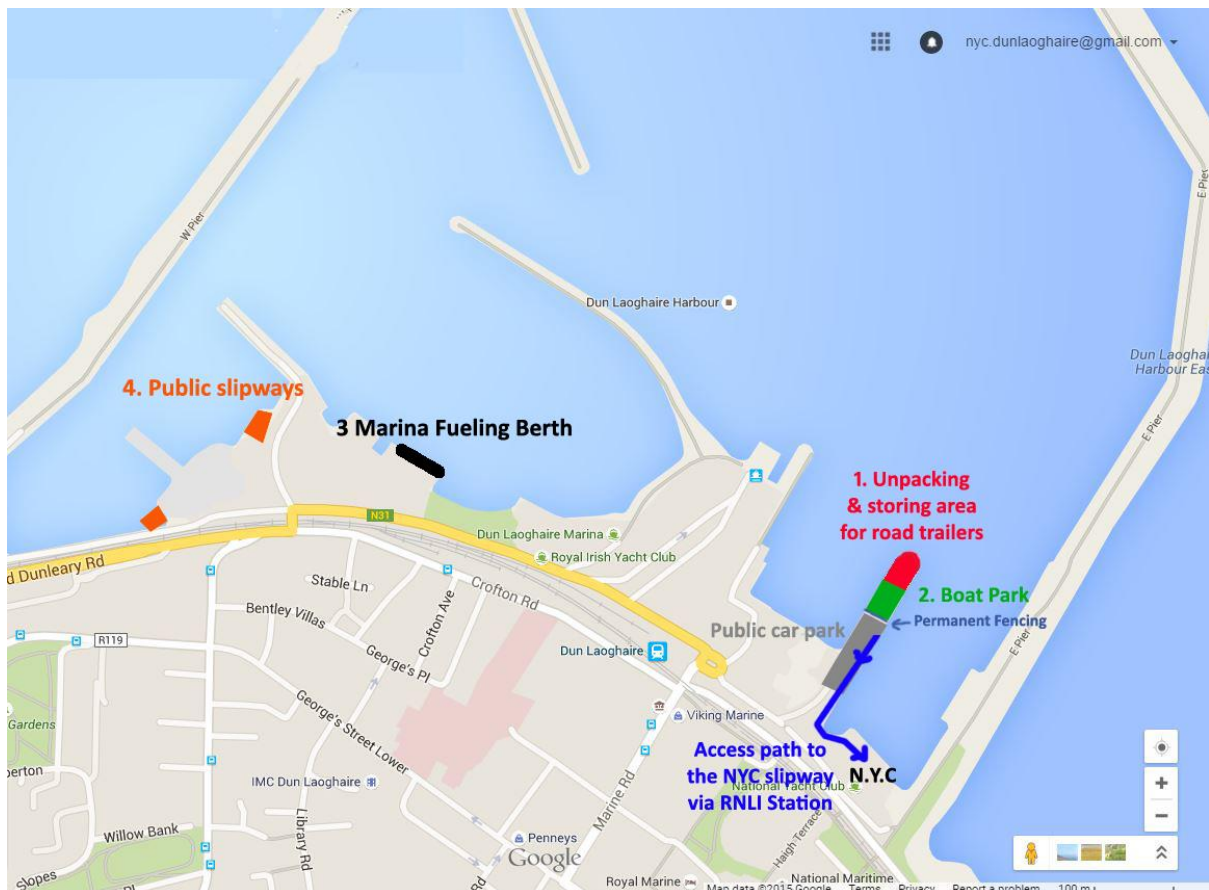 nyc.dunlaoghaire@gmail.com
W Pier
E Pier
Dun Laoghaire Harbour
Dun Laoghai
Harbour Eas
4. Public slipways
3 Marina Fueling Berth
E Pier
1. Unpacking
& storing area
for road trailers
N31
Dun Laoghaire Marina
Royal Irish Yacht Club
d Dunleary Rd
Stable Ln
Crofton Rd
2. Boat Park
Permanent Fencing
Bentley Villas
Crofton Ave
Public car park
R119
George's Pl
Dun Laoghaire
E Pier
Gardens
George's Street Lower
Viking Marine
Access path to
the NYC slipway
via RNLI Station
N.Y.C
National Yacht Club
perton
IMC Dun Laoghaire
Marine Rd
Library Rd
Haigh Terrace
Willow Bank
Penneys
Google
Slopes
Royal Marine
National Maritime
Map data ©2015 Google
Terms
Privacy
Report a problem
100 m